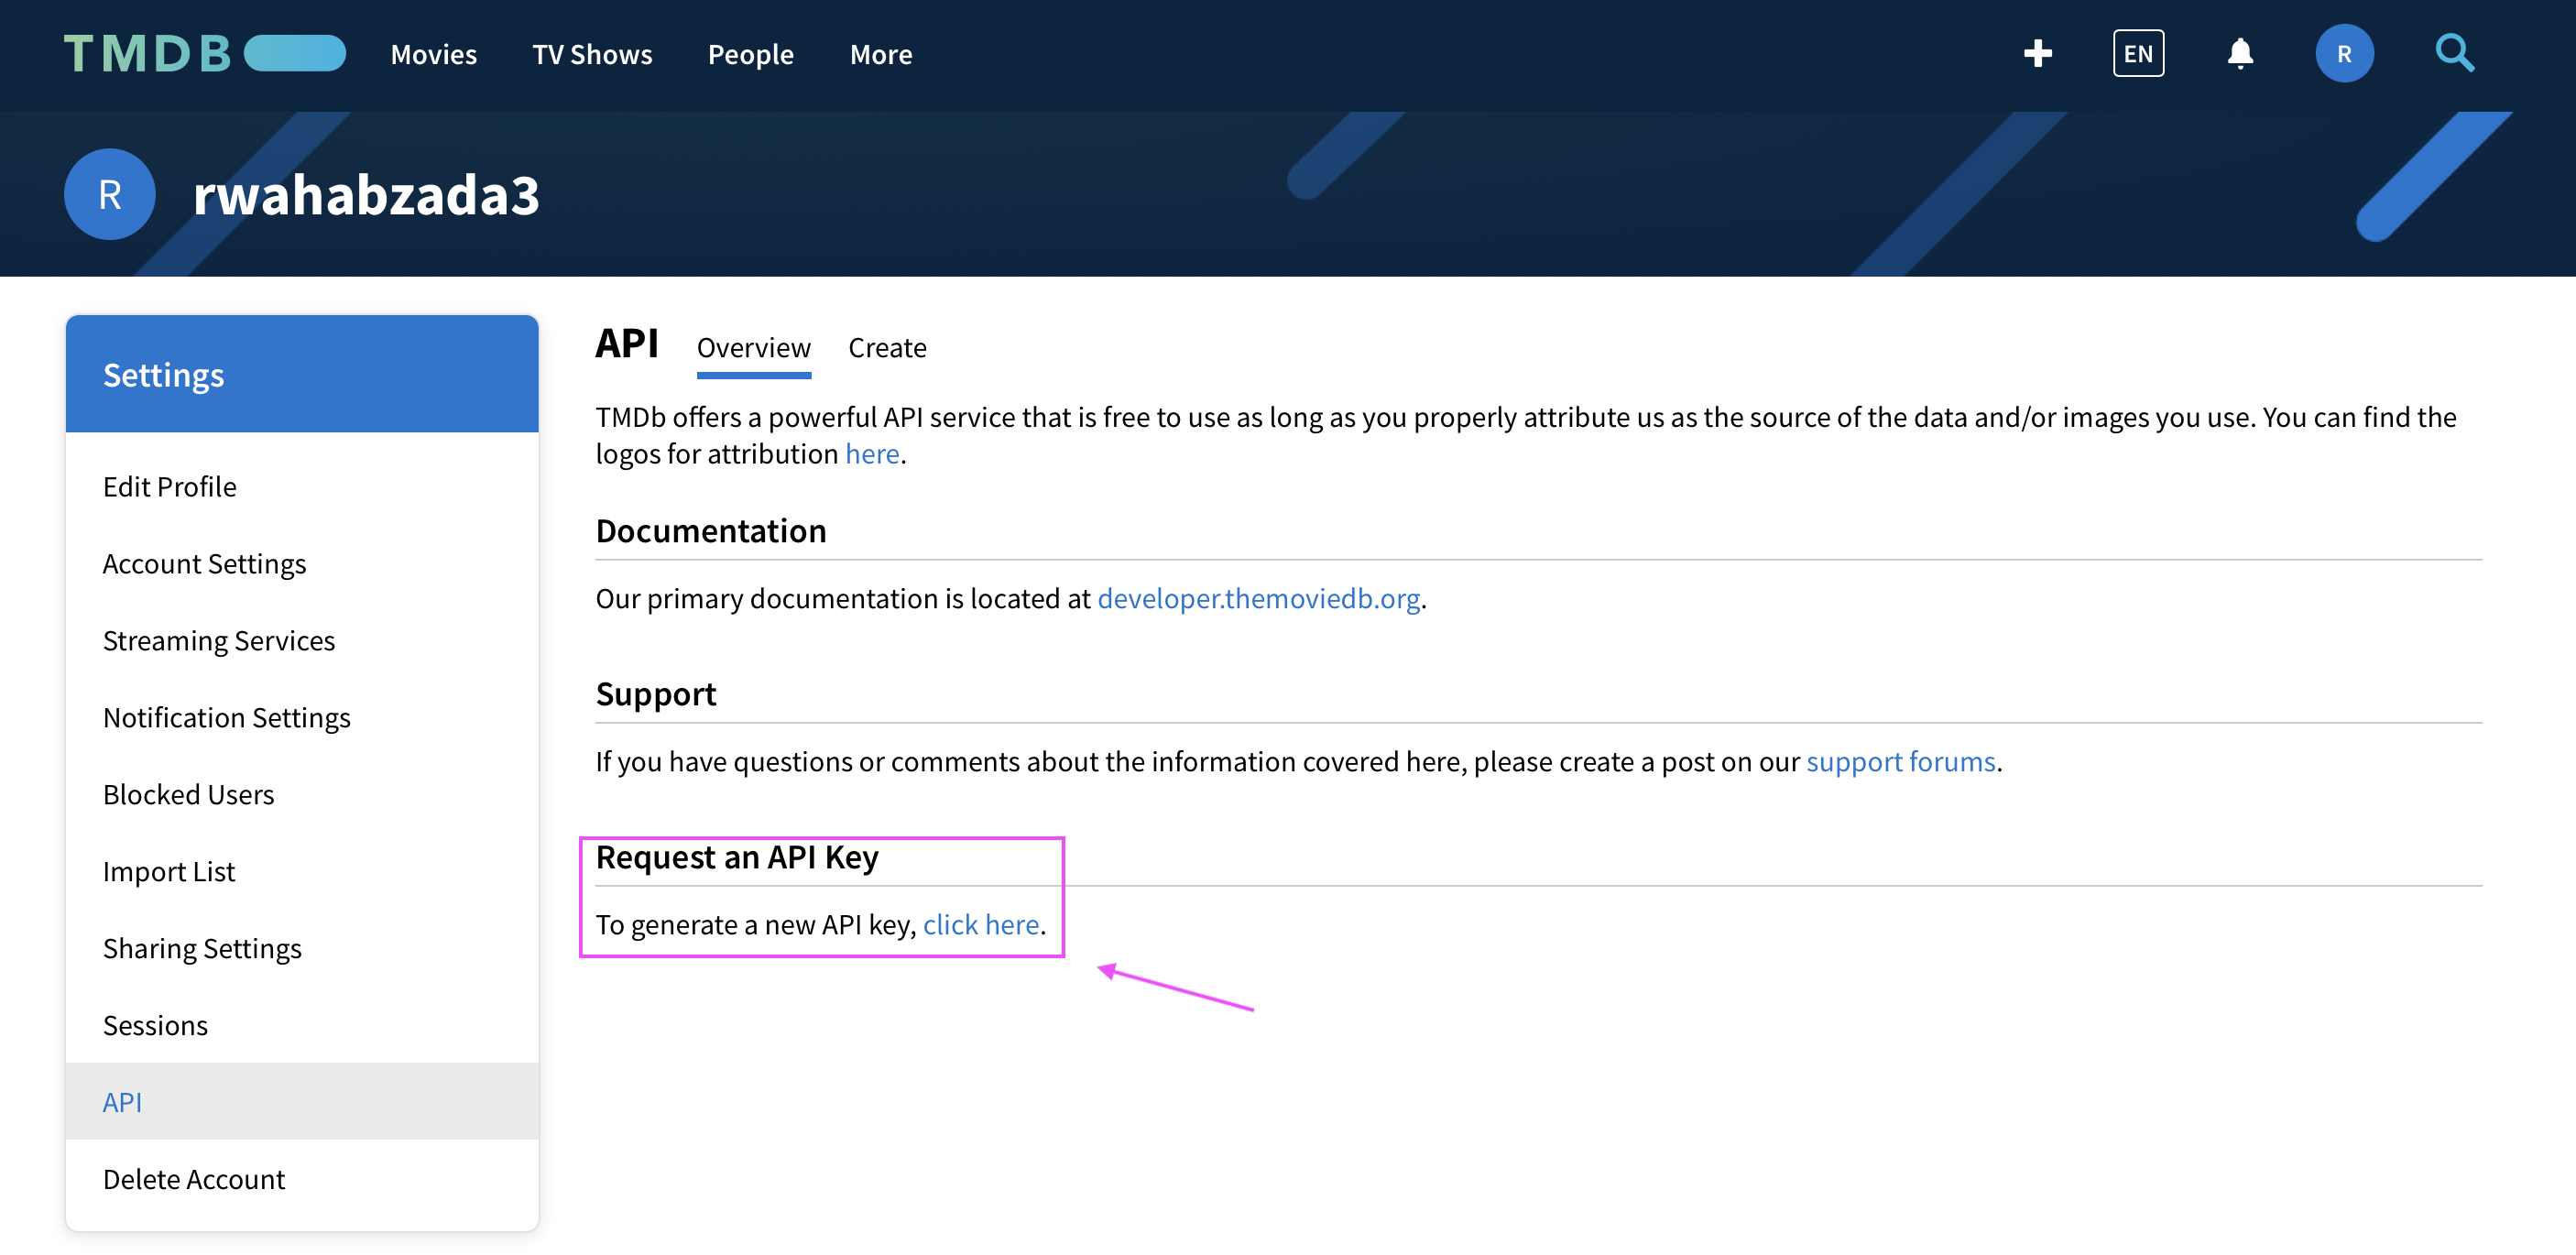 TMDB Movies TV Shows People More EN R
R rwahabzada3
Settings
Edit Profile
Account Settings
Streaming Services
Notification Settings
Blocked Users
Import List
Sharing Settings
Sessions
API
Delete Account
API Overview Create
TMDb offers a powerful API service that is free to use as long as you properly attribute us as the source of the data and/or images you use. You can find the
logos for attribution here.
Documentation
Our primary documentation is located at developer.themoviedb.org.
Support
If you have questions or comments about the information covered here, please create a post on our support forums.
Request an API Key
To generate a new API key, click here.